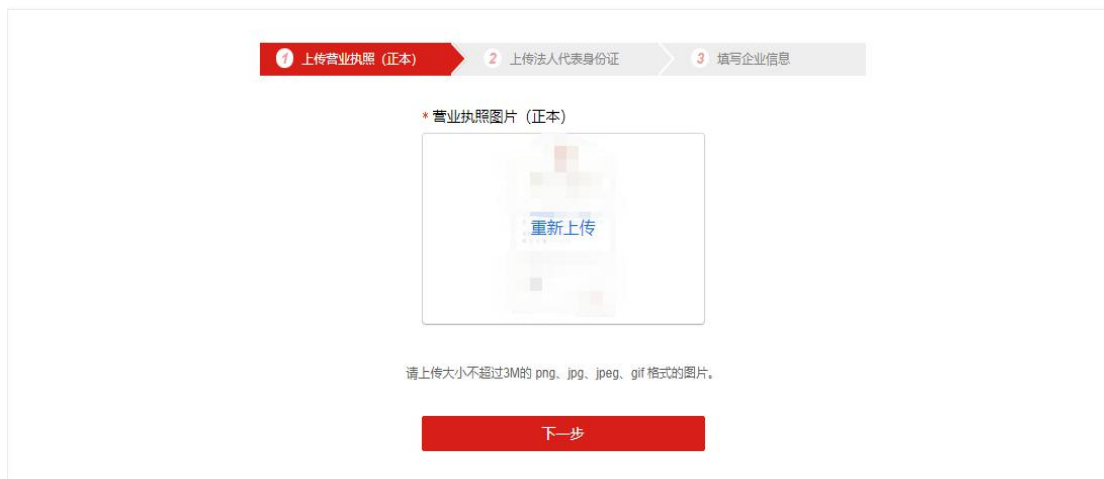 1 上传营业执照（正本） 2 上传法人代表身份证 3 填写企业信息
* 营业执照图片（正本）
重新上传
请上传大小不超过3M的 png、jpg、jpeg、gif 格式的图片。
下一步